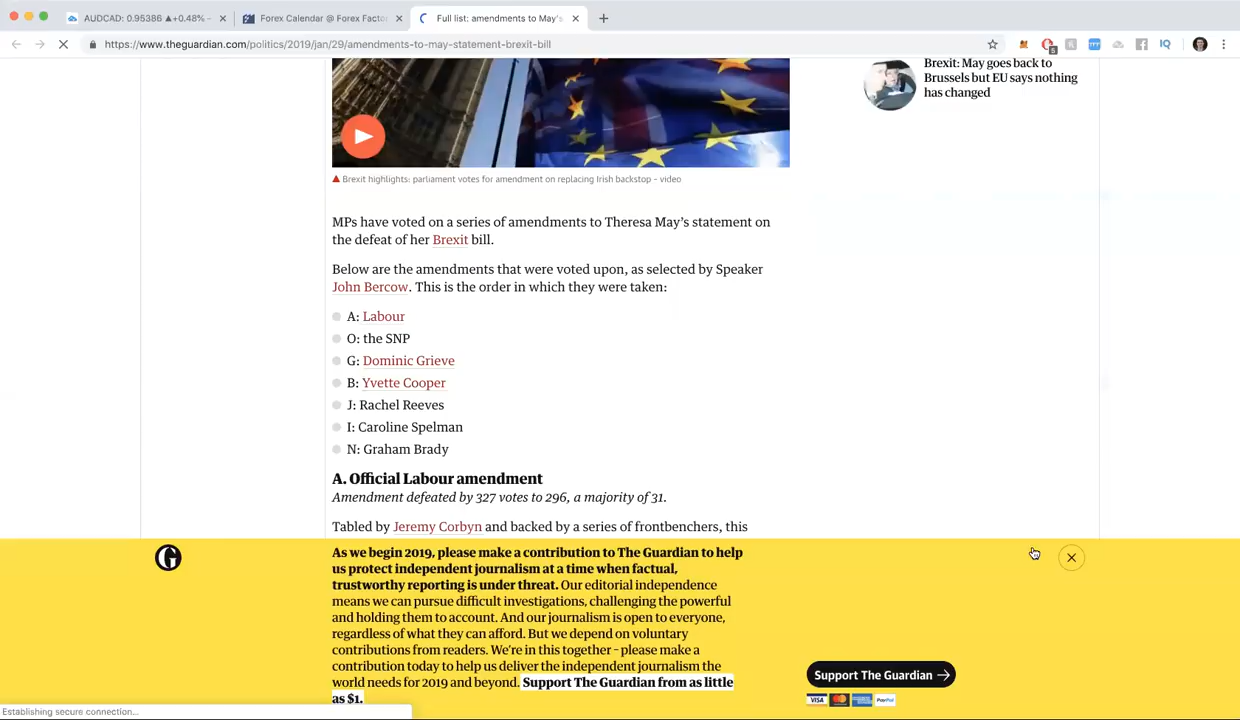 AUDCAD: 0.95386 ▲+0.48% -
Forex Calendar @ Forex Facto
Full list: amendments to May's
https://www.theguardian.com/politics/2019/jan/29/amendments-to-may-statement-brexit-bill
5
IQ
Brexit: May goes back to
Brussels but EU says nothing
has changed
Brexit highlights: parliament votes for amendment on replacing Irish backstop – video
MPs have voted on a series of amendments to Theresa May’s statement on
the defeat of her Brexit bill.
Below are the amendments that were voted upon, as selected by Speaker
John Bercow. This is the order in which they were taken:
A: Labour
O: the SNP
G: Dominic Grieve
B: Yvette Cooper
J: Rachel Reeves
I: Caroline Spelman
N: Graham Brady
A. Official Labour amendment
Amendment defeated by 327 votes to 296, a majority of 31.
Tabled by Jeremy Corbyn and backed by a series of frontbenchers, this
G
As we begin 2019, please make a contribution to The Guardian to help
us protect independent journalism at a time when factual,
trustworthy reporting is under threat. Our editorial independence
means we can pursue difficult investigations, challenging the powerful
and holding them to account. And our journalism is open to everyone,
regardless of what they can afford. But we depend on voluntary
contributions from readers. We’re in this together – please make a
contribution today to help us deliver the independent journalism the
world needs for 2019 and beyond. Support The Guardian from as little
as $1.
Support The Guardian
VISA
PayPal
Establishing secure connection...